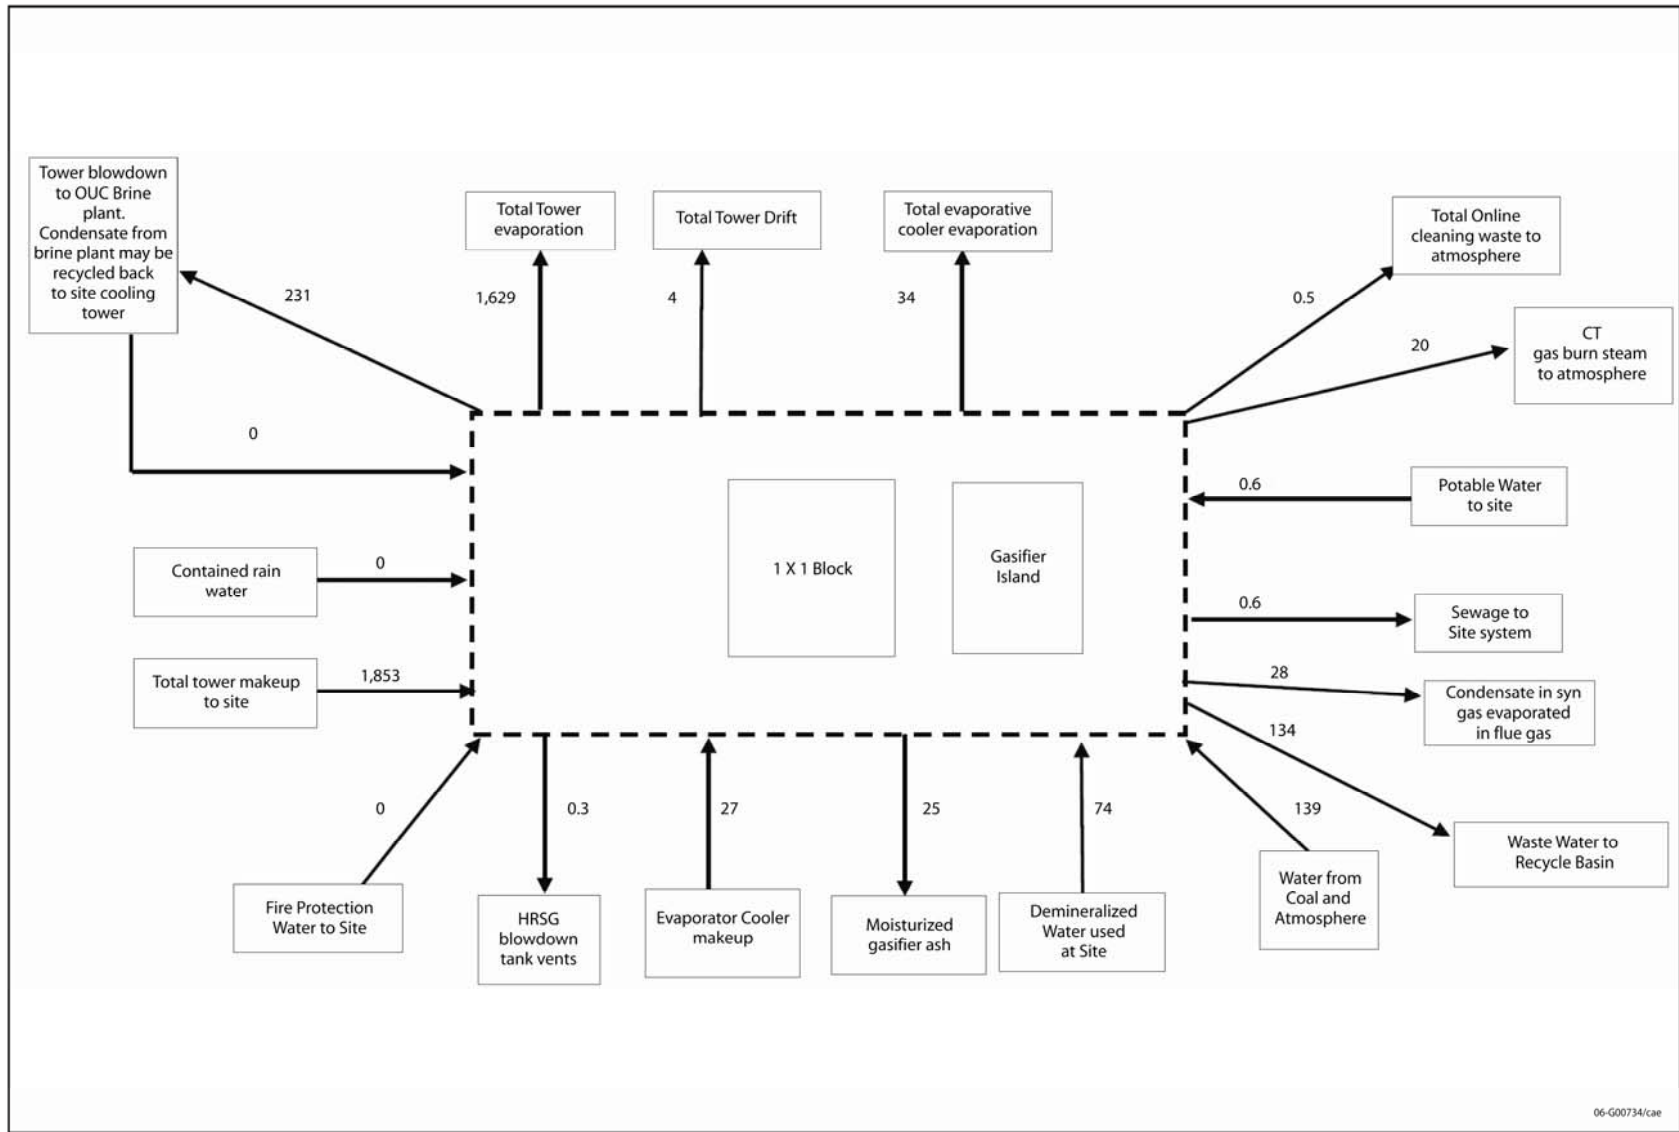 Tower blowdown
to OUC Brine
plant.
Condensate from
brine plant may be
recycled back
to site cooling
tower
231
0
Total Tower
evaporation
1,629
Total Tower Drift
4
Total evaporative
cooler evaporation
34
Total Online
cleaning waste to
atmosphere
0.5
CT
gas burn steam
to atmosphere
20
Potable Water
to site
0.6
Contained rain
water
0
1 X 1 Block
Gasifier
Island
Sewage to
Site system
0.6
Total tower makeup
to site
1,853
Condensate in syn
gas evaporated
in flue gas
28
134
Waste Water to
Recycle Basin
Fire Protection
Water to Site
0
HRSG
blowdown
tank vents
0.3
Evaporator Cooler
makeup
27
Moisturized
gasifier ash
25
Demineralized
Water used
at Site
74
Water from
Coal and
Atmosphere
139
06-G00734/cae